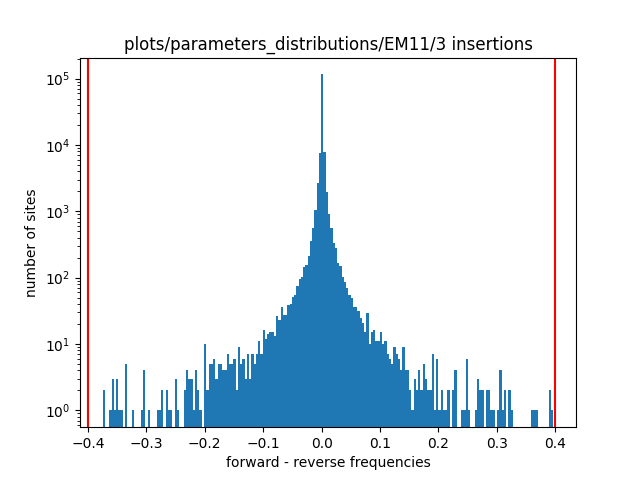 plots/parameters_distributions/EM11/3 insertions
number of sites
10⁵
10⁴
10³
10²
10¹
10⁰
−0.4 −0.3 −0.2 −0.1 0.0 0.1 0.2 0.3 0.4
forward - reverse frequencies